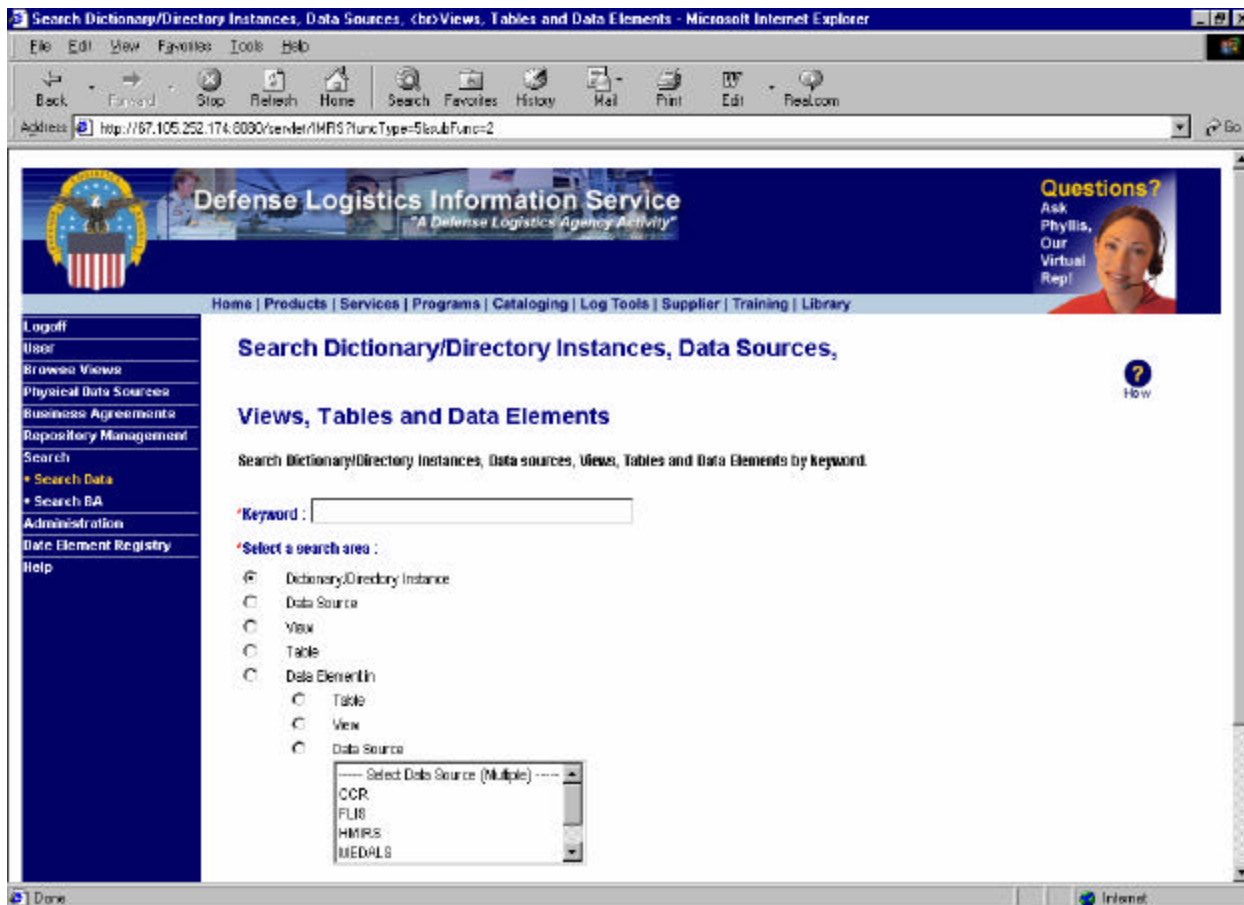 Search Dictionary/Directory Instances, Data Sources, <br>Views, Tables and Data Elements - Microsoft Internet Explorer
File Edit View Favorites Tools Help
Back Forward Stop Refresh Home Search Favorites History Mail Print Edit Real.com
Address http://67.105.252.174:8080/servlet/IMRIS?funcType=5&subFunc=2 Go
Defense Logistics Information Service
"A Defense Logistics Agency Activity"
Questions?
Ask
Phyllis,
Our
Virtual
Rep!
Home | Products | Services | Programs | Cataloging | Log Tools | Supplier | Training | Library
Logoff
User
Browse Views
Physical Data Sources
Business Agreements
Repository Management
Search
• Search Data
• Search BA
Administration
Date Element Registry
Help
Search Dictionary/Directory Instances, Data Sources,
Views, Tables and Data Elements
How
Search Dictionary/Directory Instances, Data sources, Views, Tables and Data Elements by keyword.
*Keyword :
*Select a search area :
Dictionary/Directory Instance
Data Source
View
Table
Data Element in
Table
View
Data Source
----- Select Data Source (Multiple) -----
CCR
FLIS
HMIRS
MEDALS
Done
Internet